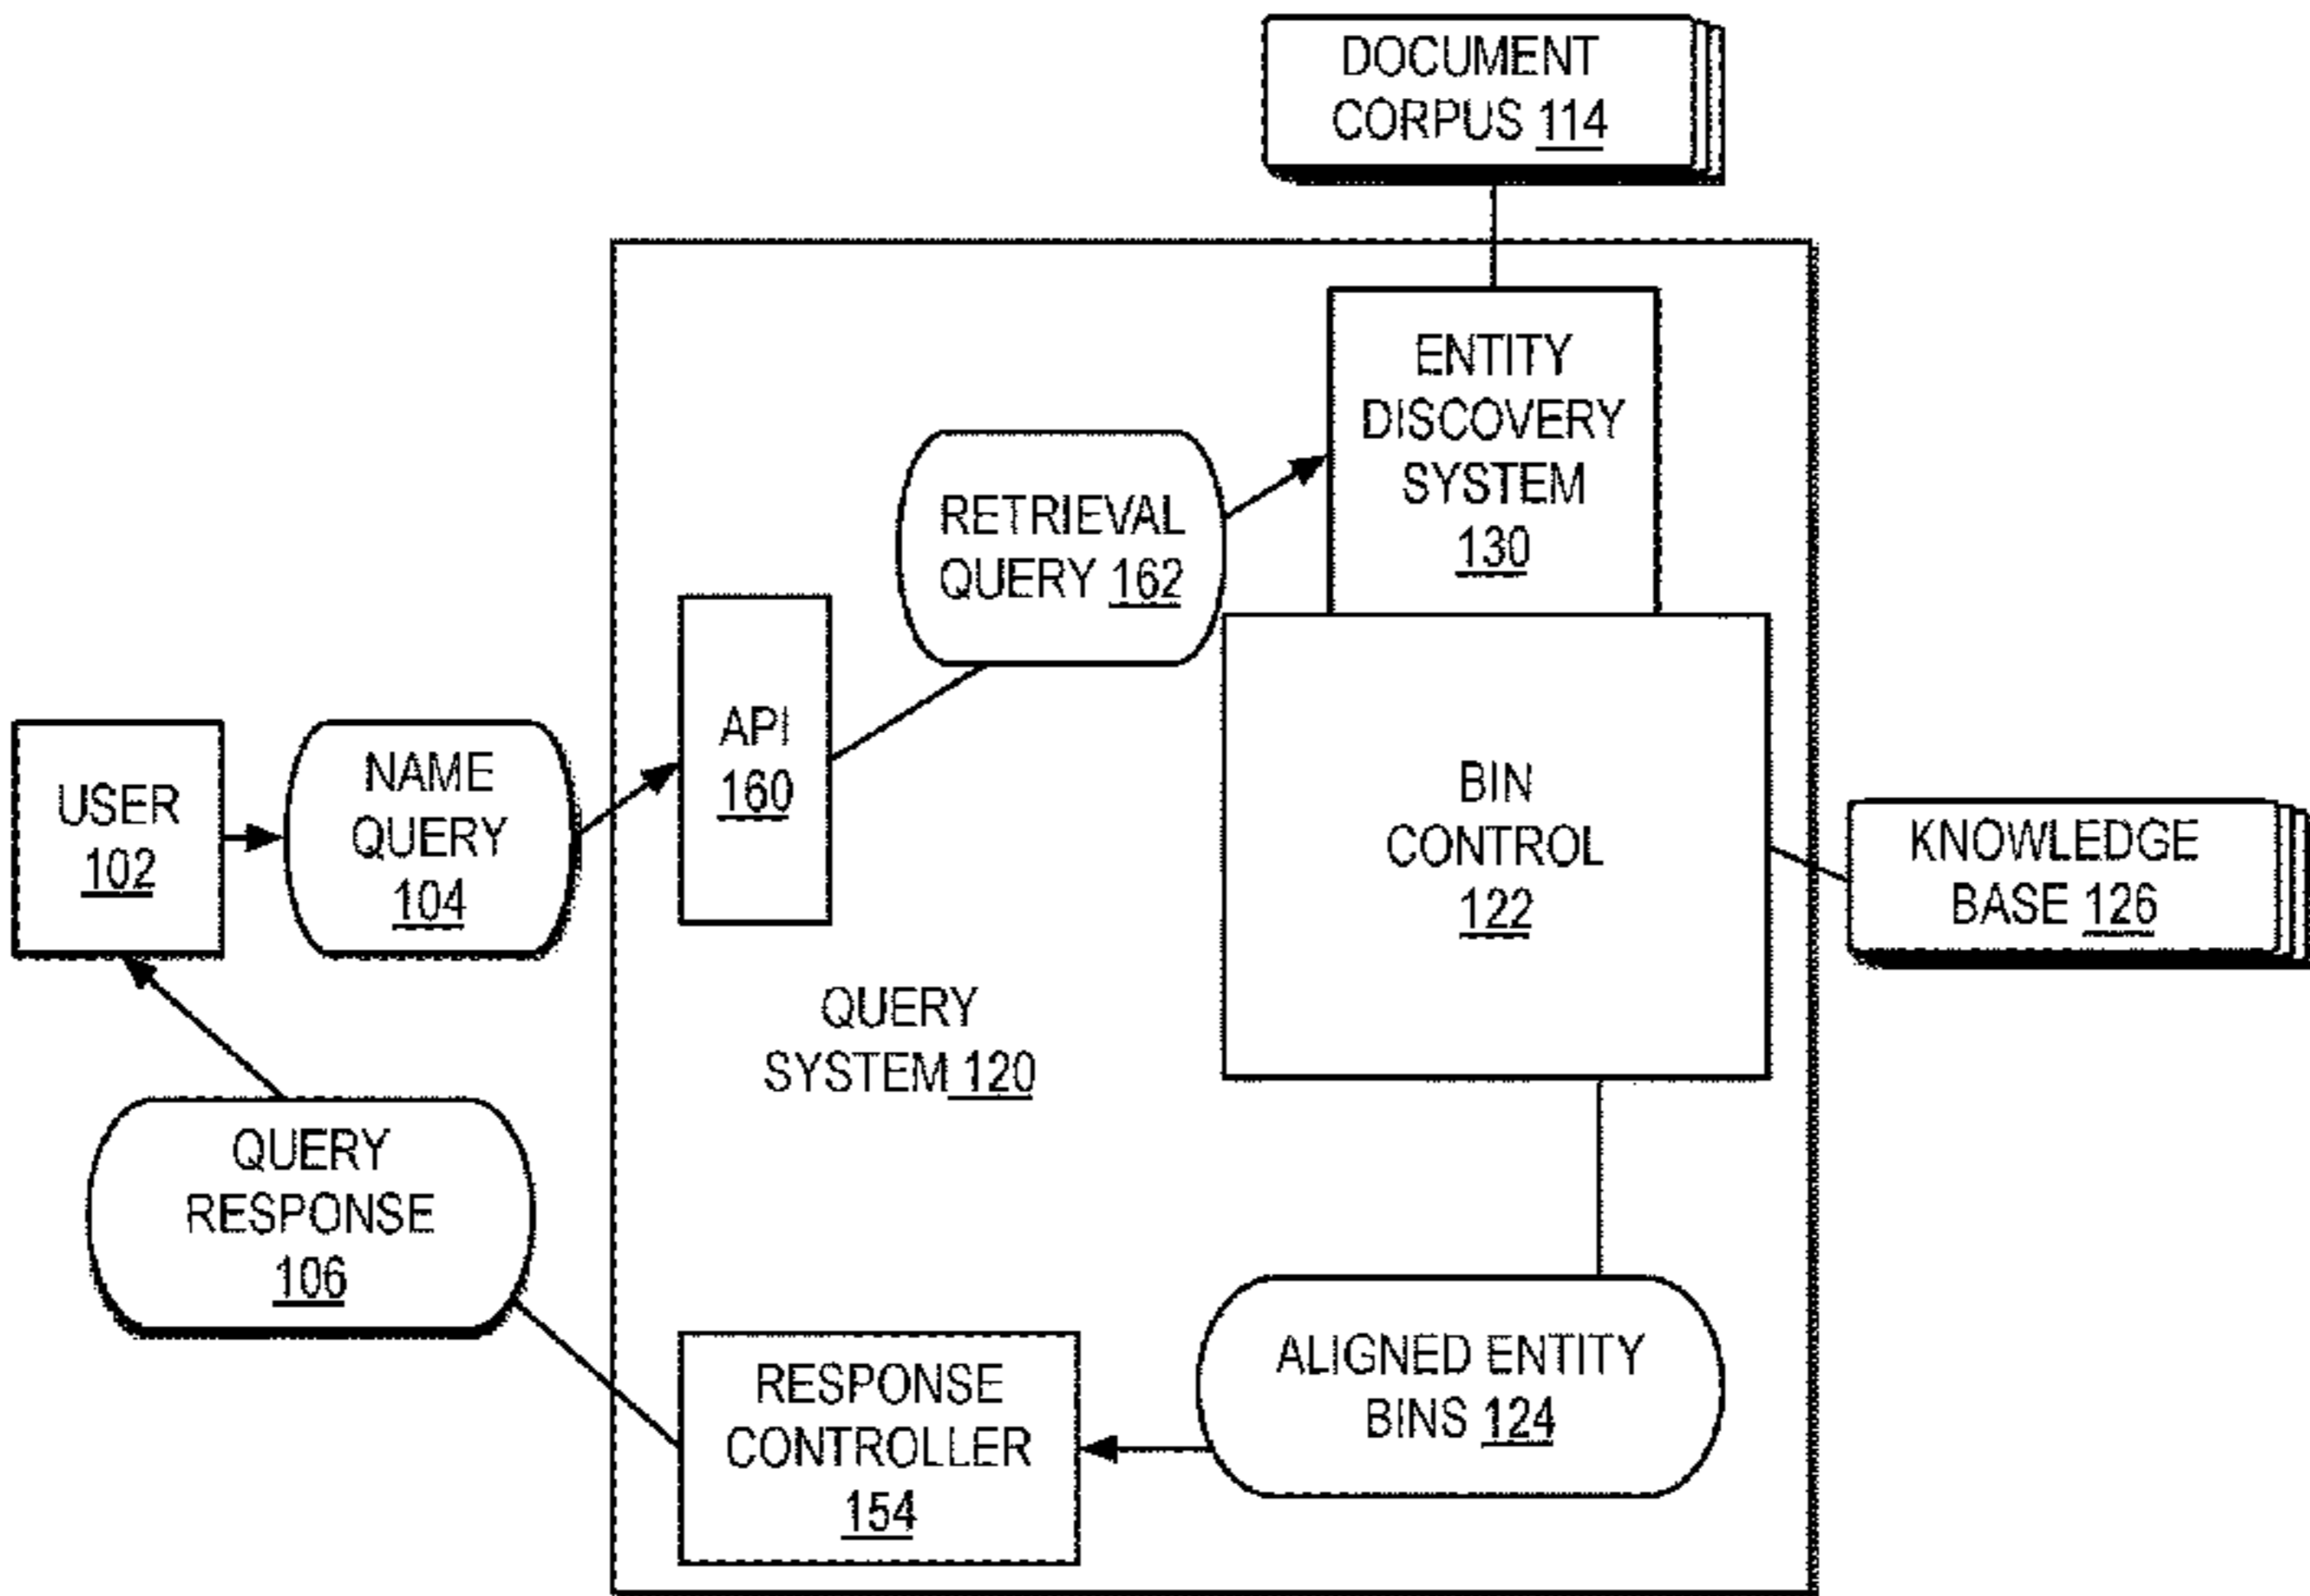 DOCUMENT
CORPUS 114
ENTITY
DISCOVERY
SYSTEM
130
RETRIEVAL
QUERY 162
API
160
USER
102
NAME
QUERY
104
BIN
CONTROL
122
KNOWLEDGE
BASE 126
QUERY
SYSTEM 120
QUERY
RESPONSE
106
RESPONSE
CONTROLLER
154
ALIGNED ENTITY
BINS 124